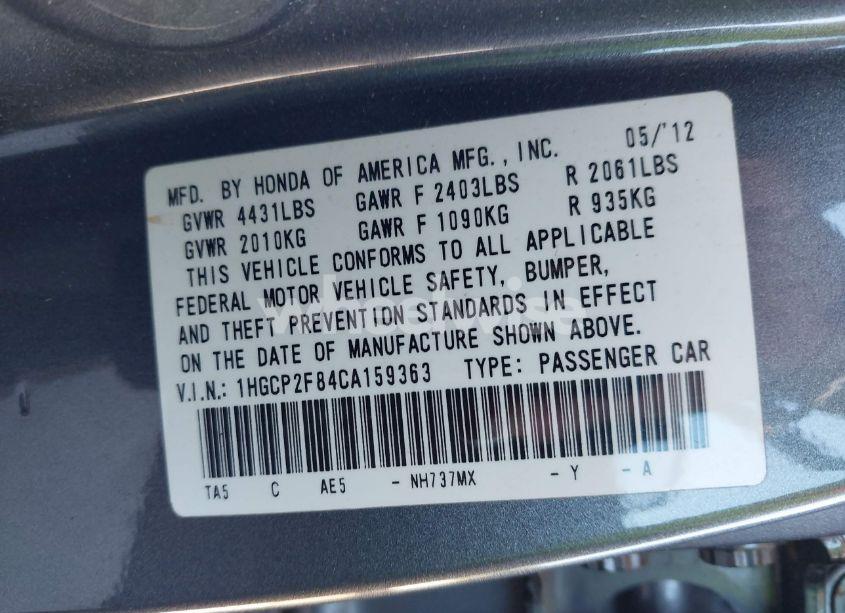 MFD. BY HONDA OF AMERICA MFG., INC. 05/'12
GVWR 4431LBS GAWR F 2403LBS R 2061LBS
GVWR 2010KG GAWR F 1090KG R 935KG
THIS VEHICLE CONFORMS TO ALL APPLICABLE
FEDERAL MOTOR VEHICLE SAFETY, BUMPER,
AND THEFT PREVENTION STANDARDS IN EFFECT
ON THE DATE OF MANUFACTURE SHOWN ABOVE.
V.I.N.: 1HGCP2F84CA159363 TYPE: PASSENGER CAR
TA5 C AE5 - NH737MX - Y - A
wheelwise